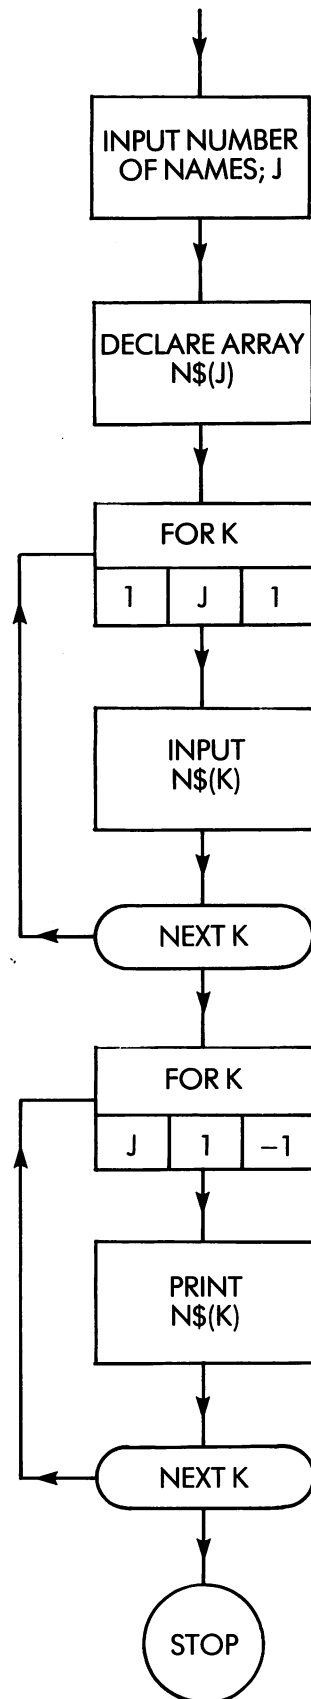 INPUT NUMBER
OF NAMES; J
DECLARE ARRAY
N$(J)
FOR K
1 J 1
INPUT
N$(K)
NEXT K
FOR K
J 1 −1
PRINT
N$(K)
NEXT K
STOP